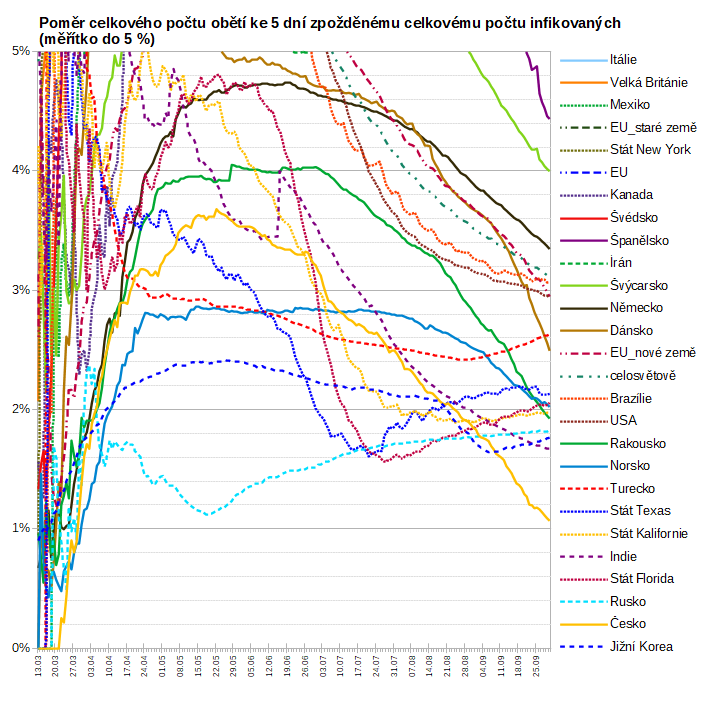 Poměr celkového počtu obětí ke 5 dní zpožděnému celkovému počtu infikovaných
(měřítko do 5 %)
5%
4%
3%
2%
1%
0%
13.03
20.03
27.03
03.04
10.04
17.04
24.04
01.05
08.05
15.05
22.05
29.05
05.06
12.06
19.06
26.06
03.07
10.07
17.07
24.07
31.07
07.08
14.08
21.08
28.08
04.09
11.09
18.09
25.09
Itálie
Velká Británie
Mexiko
EU_staré země
Stát New York
EU
Kanada
Švédsko
Španělsko
Írán
Švýcarsko
Německo
Dánsko
EU_nové země
celosvětové
Brazílie
USA
Rakousko
Norsko
Turecko
Stát Texas
Stát Kalifornie
Indie
Stát Florida
Rusko
Česko
Jižní Korea